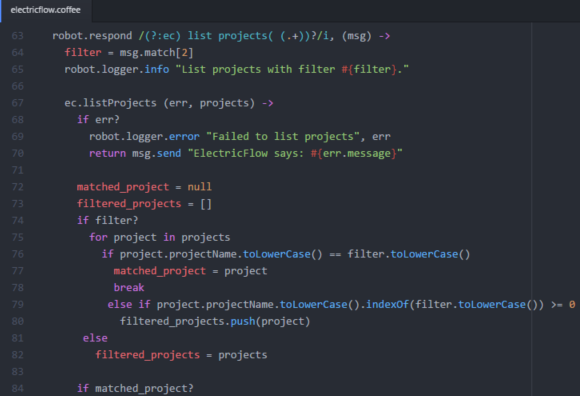 electricflow.coffee
63 robot.respond /(?:ec) list projects( (.+))?/i, (msg) ->
64 filter = msg.match[2]
65 robot.logger.info "List projects with filter #{filter}."
66
67 ec.listProjects (err, projects) ->
68 if err?
69 robot.logger.error "Failed to list projects", err
70 return msg.send "ElectricFlow says: #{err.message}"
71
72 matched_project = null
73 filtered_projects = []
74 if filter?
75 for project in projects
76 if project.projectName.toLowerCase() == filter.toLowerCase()
77 matched_project = project
78 break
79 else if project.projectName.toLowerCase().indexOf(filter.toLowerCase()) >= 0
80 filtered_projects.push(project)
81 else
82 filtered_projects = projects
83
84 if matched_project?